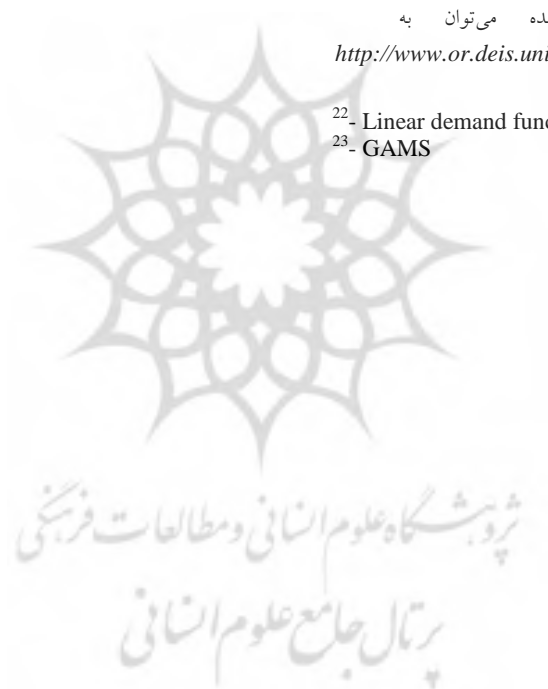 ده می‌توان به
http://www.or.deis.uni
22- Linear demand func
23- GAMS
پژوهشگاه علوم انسانی و مطالعات فرهنگی
پرتال جامع علوم انسانی